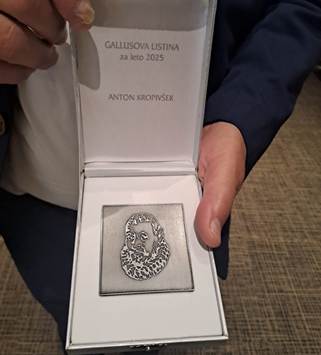 GALLUSOVA LISTINA
za leto 2025
ANTON KROPIVŠEK